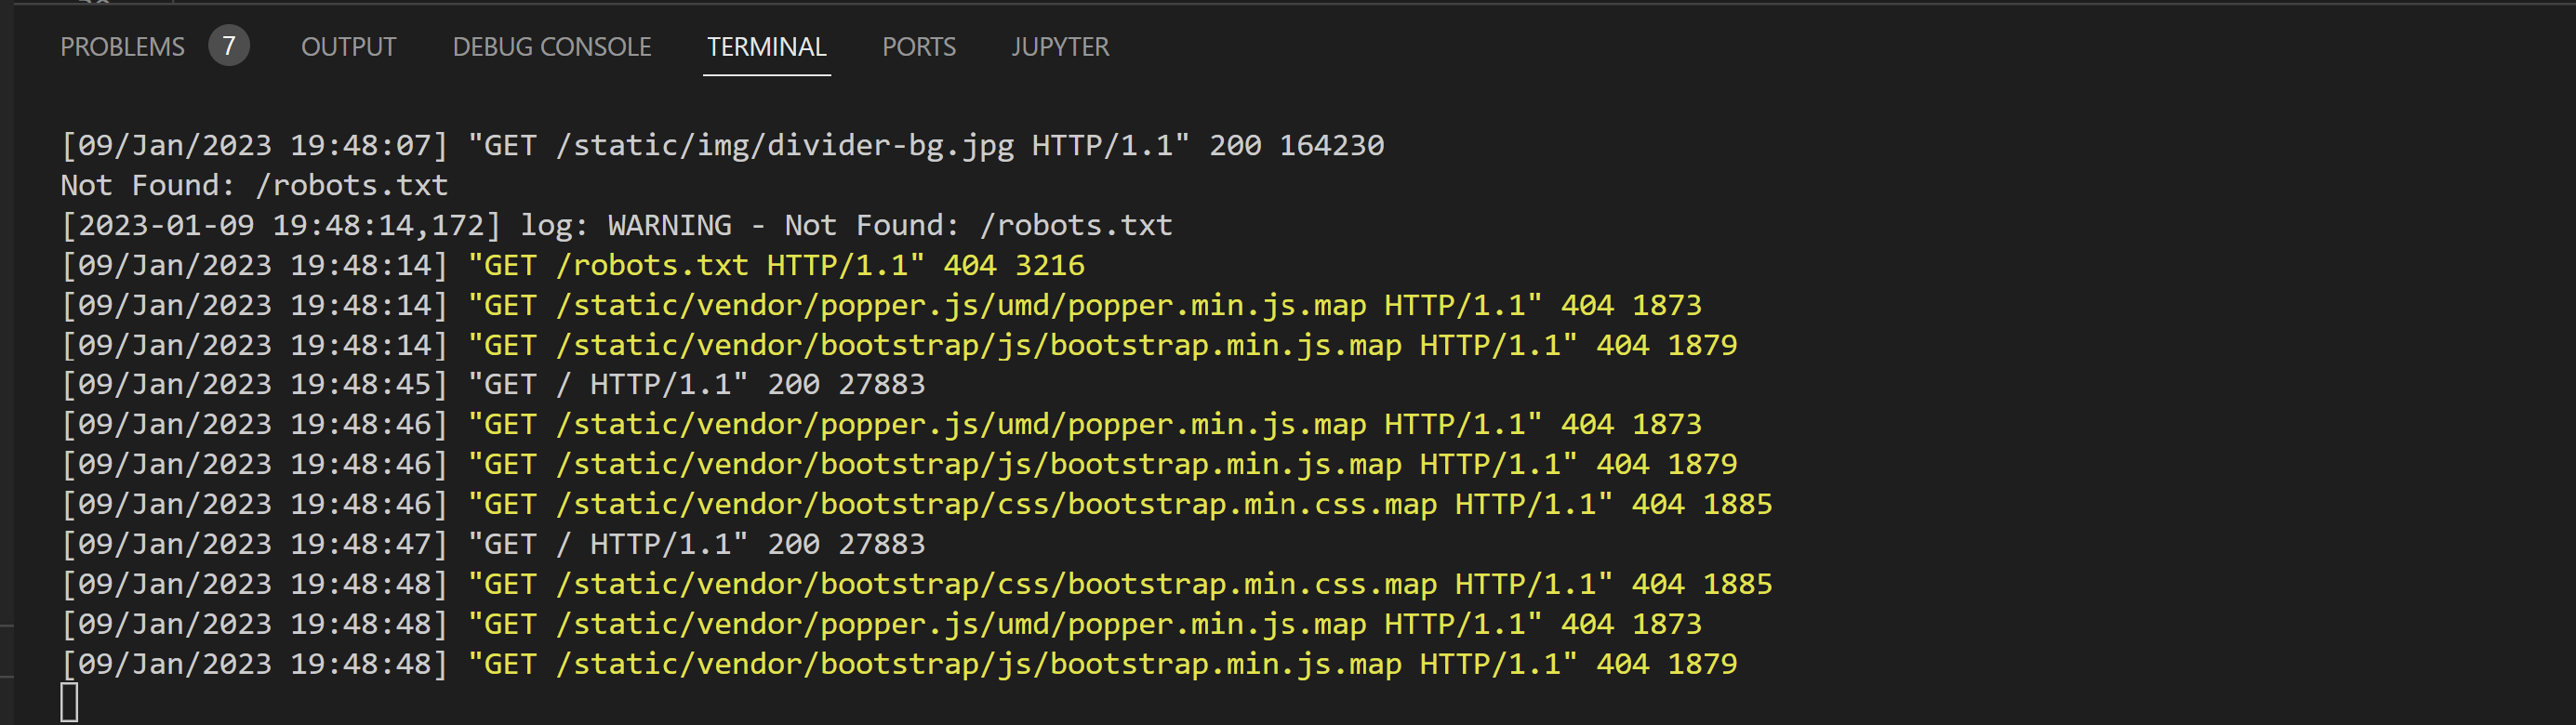 PROBLEMS 7 OUTPUT DEBUG CONSOLE TERMINAL PORTS JUPYTER
[09/Jan/2023 19:48:07] "GET /static/img/divider-bg.jpg HTTP/1.1" 200 164230
Not Found: /robots.txt
[2023-01-09 19:48:14,172] log: WARNING - Not Found: /robots.txt
[09/Jan/2023 19:48:14] "GET /robots.txt HTTP/1.1" 404 3216
[09/Jan/2023 19:48:14] "GET /static/vendor/popper.js/umd/popper.min.js.map HTTP/1.1" 404 1873
[09/Jan/2023 19:48:14] "GET /static/vendor/bootstrap/js/bootstrap.min.js.map HTTP/1.1" 404 1879
[09/Jan/2023 19:48:45] "GET / HTTP/1.1" 200 27883
[09/Jan/2023 19:48:46] "GET /static/vendor/popper.js/umd/popper.min.js.map HTTP/1.1" 404 1873
[09/Jan/2023 19:48:46] "GET /static/vendor/bootstrap/js/bootstrap.min.js.map HTTP/1.1" 404 1879
[09/Jan/2023 19:48:46] "GET /static/vendor/bootstrap/css/bootstrap.min.css.map HTTP/1.1" 404 1885
[09/Jan/2023 19:48:47] "GET / HTTP/1.1" 200 27883
[09/Jan/2023 19:48:48] "GET /static/vendor/bootstrap/css/bootstrap.min.css.map HTTP/1.1" 404 1885
[09/Jan/2023 19:48:48] "GET /static/vendor/popper.js/umd/popper.min.js.map HTTP/1.1" 404 1873
[09/Jan/2023 19:48:48] "GET /static/vendor/bootstrap/js/bootstrap.min.js.map HTTP/1.1" 404 1879